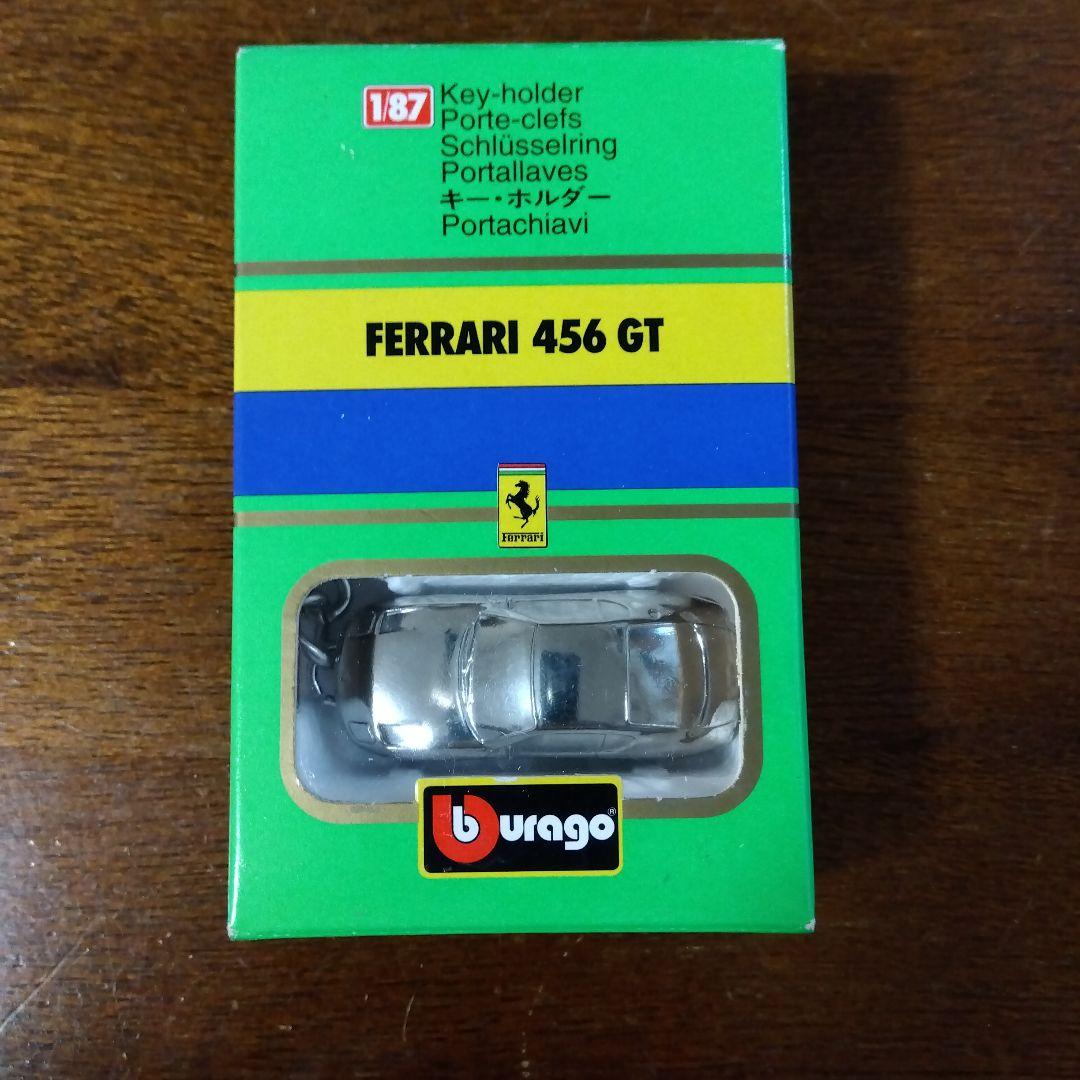 1/87
Key-holder
Porte-clefs
Schlüsselring
Portallaves
キー・ホルダー
Portachiavi
FERRARI 456 GT
Ferrari
burago®